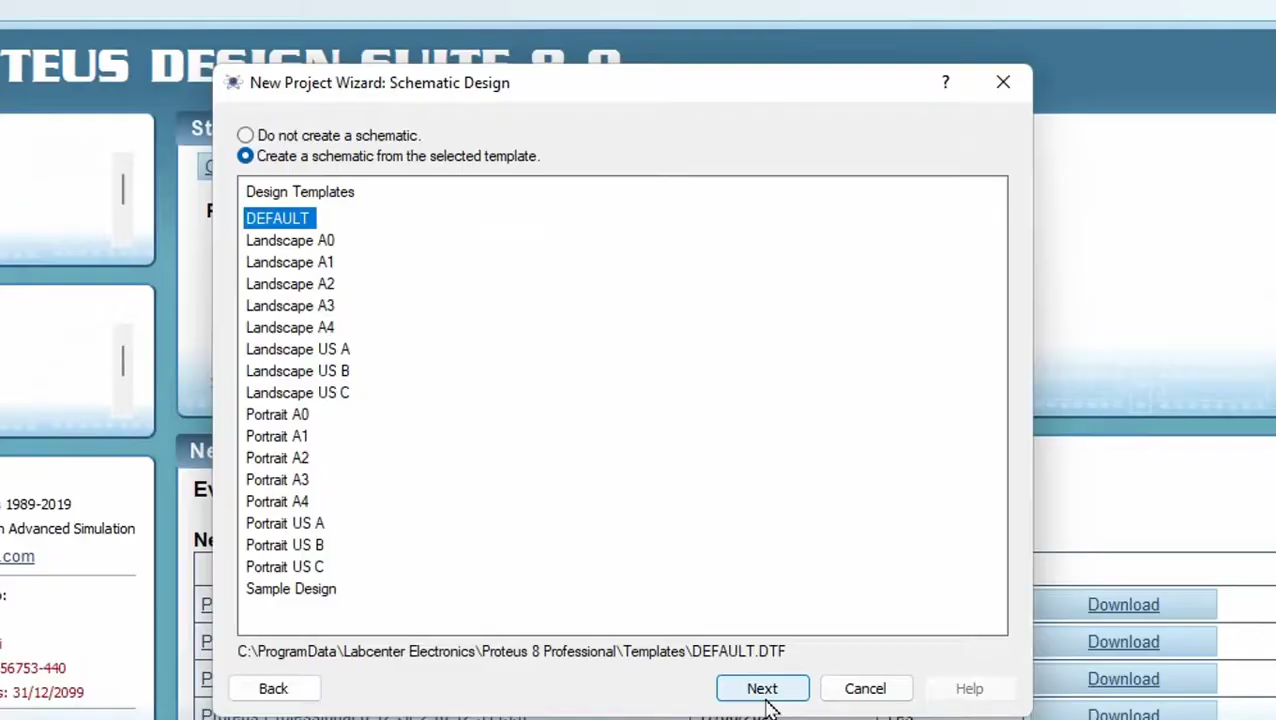 TEUS DESIGN SUITE 8.9
New Project Wizard: Schematic Design
?
St
Do not create a schematic.
Create a schematic from the selected template.
Design Templates
DEFAULT
Landscape A0
Landscape A1
Landscape A2
Landscape A3
Landscape A4
Landscape US A
Landscape US B
Landscape US C
Portrait A0
Portrait A1
Portrait A2
Portrait A3
Portrait A4
Portrait US A
Portrait US B
Portrait US C
Sample Design
C:\ProgramData\Labcenter Electronics\Proteus 8 Professional\Templates\DEFAULT.DTF
Back
Next
Cancel
Help
1989-2019
n Advanced Simulation
.com
o:
i
56753-440
s: 31/12/2099
Ne
Ev
Ne
Download
Download
Download